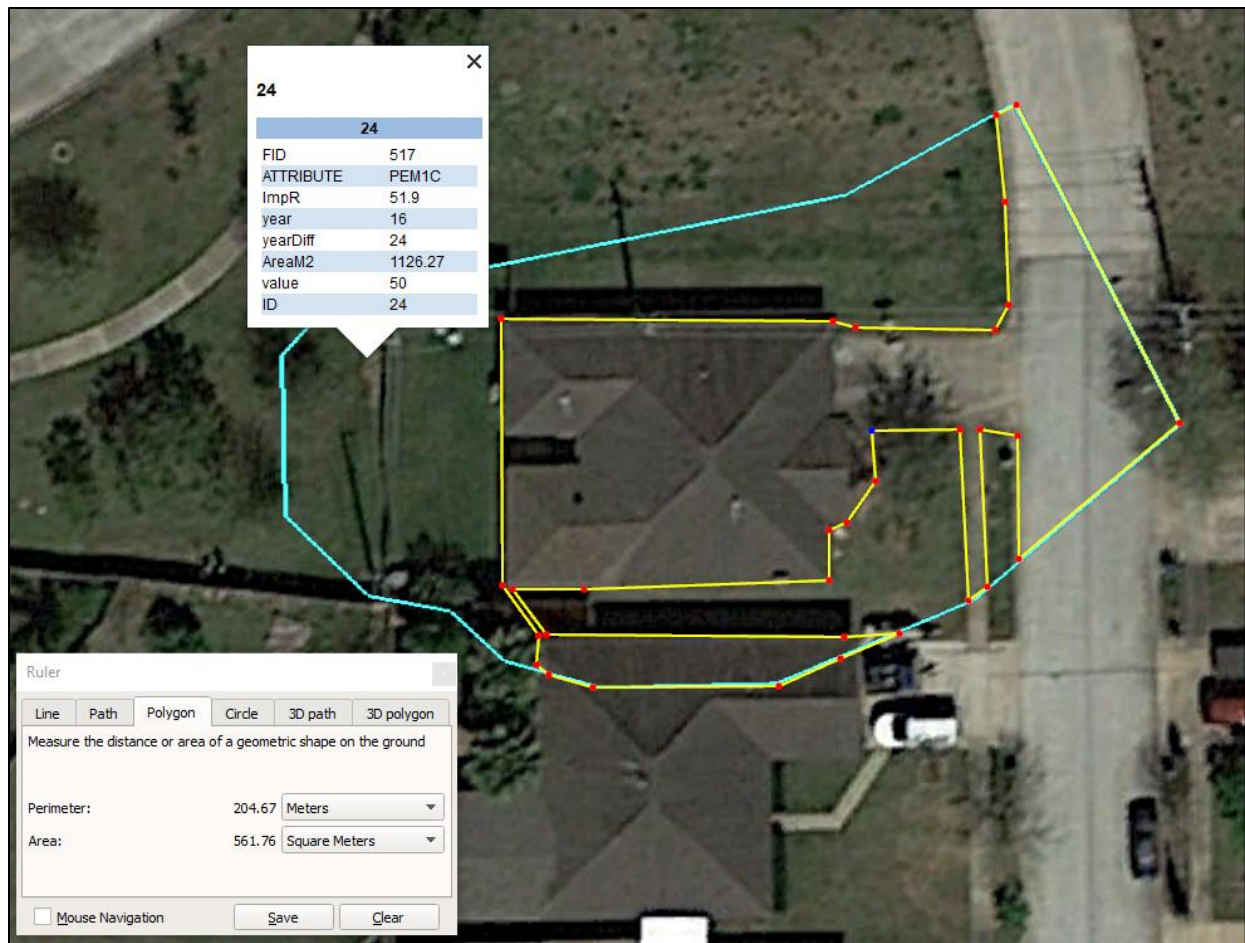 24
24
FID 517
ATTRIBUTE PEM1C
ImpR 51.9
year 16
yearDiff 24
AreaM2 1126.27
value 50
ID 24
Ruler
Line Path Polygon Circle 3D path 3D polygon
Measure the distance or area of a geometric shape on the ground
Perimeter: 204.67 Meters
Area: 561.76 Square Meters
Mouse Navigation Save Clear